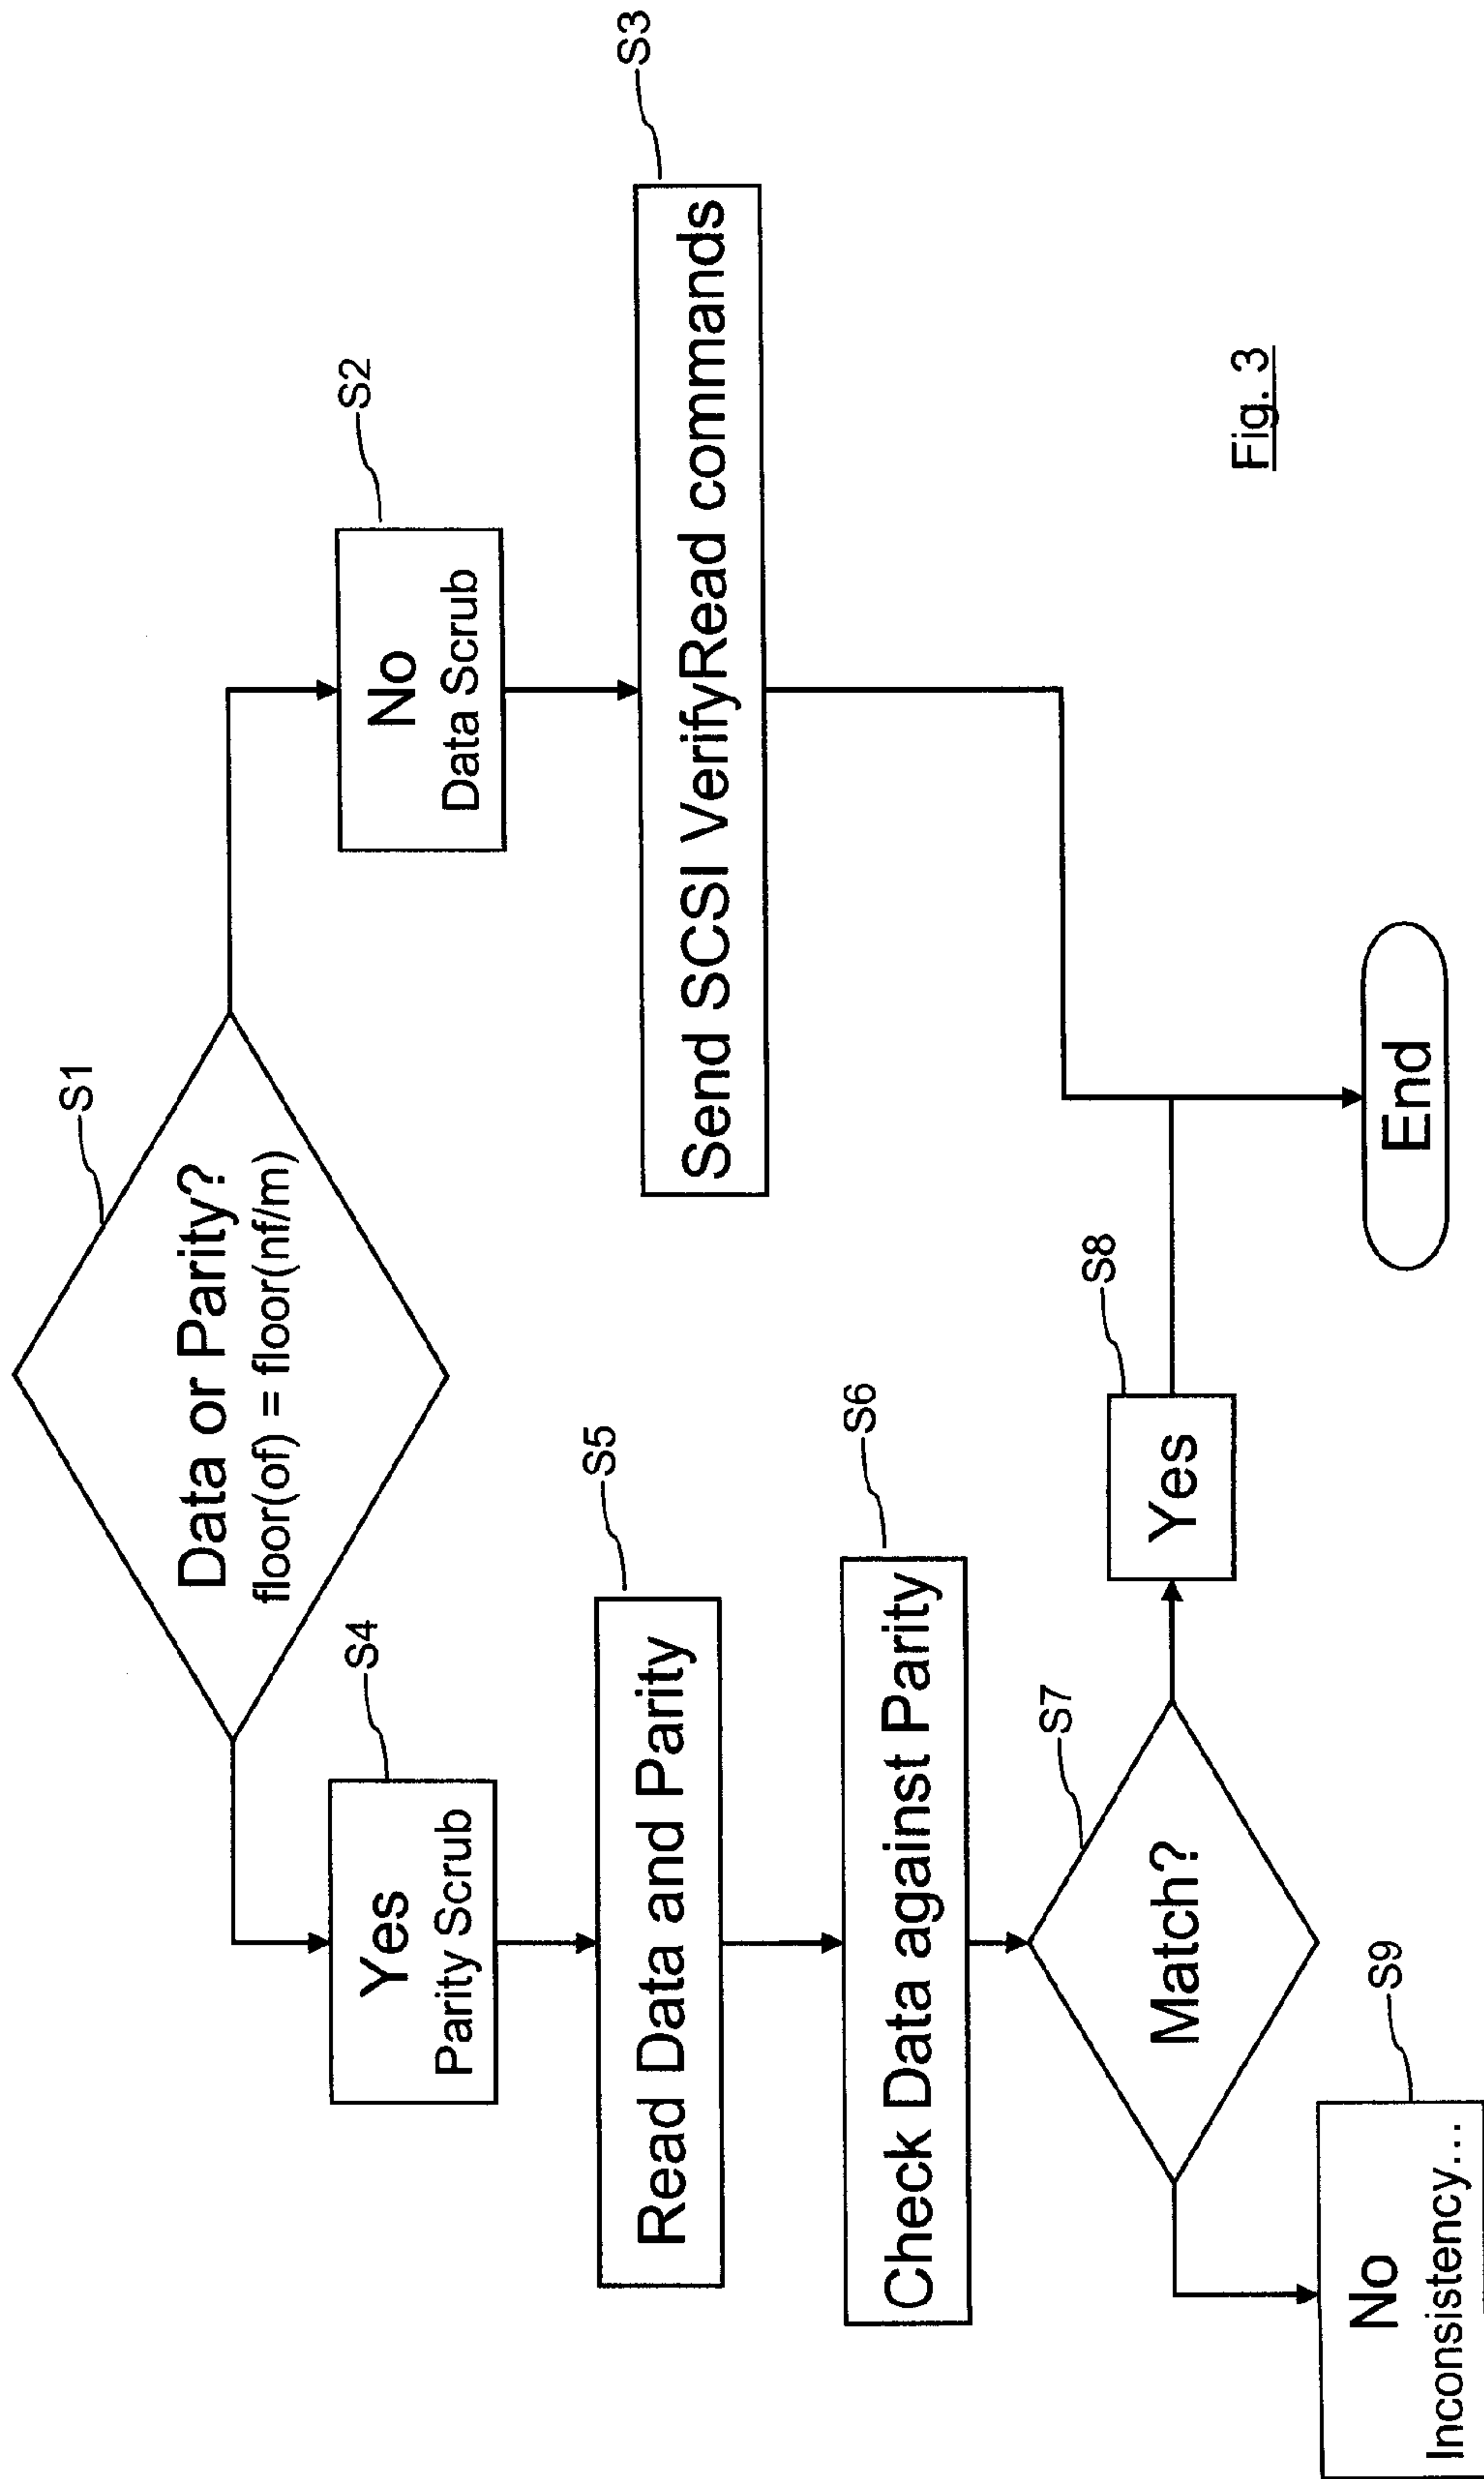 S1
Data or Parity?
floor(of) = floor(nf/m)
S4
Yes
Parity Scrub
S2
No
Data Scrub
S5
Read Data and Parity
S3
Send SCSI VerifyRead commands
S6
Check Data against Parity
S7
Match?
S8
Yes
S9
No
Inconsistency...
End
Fig. 3